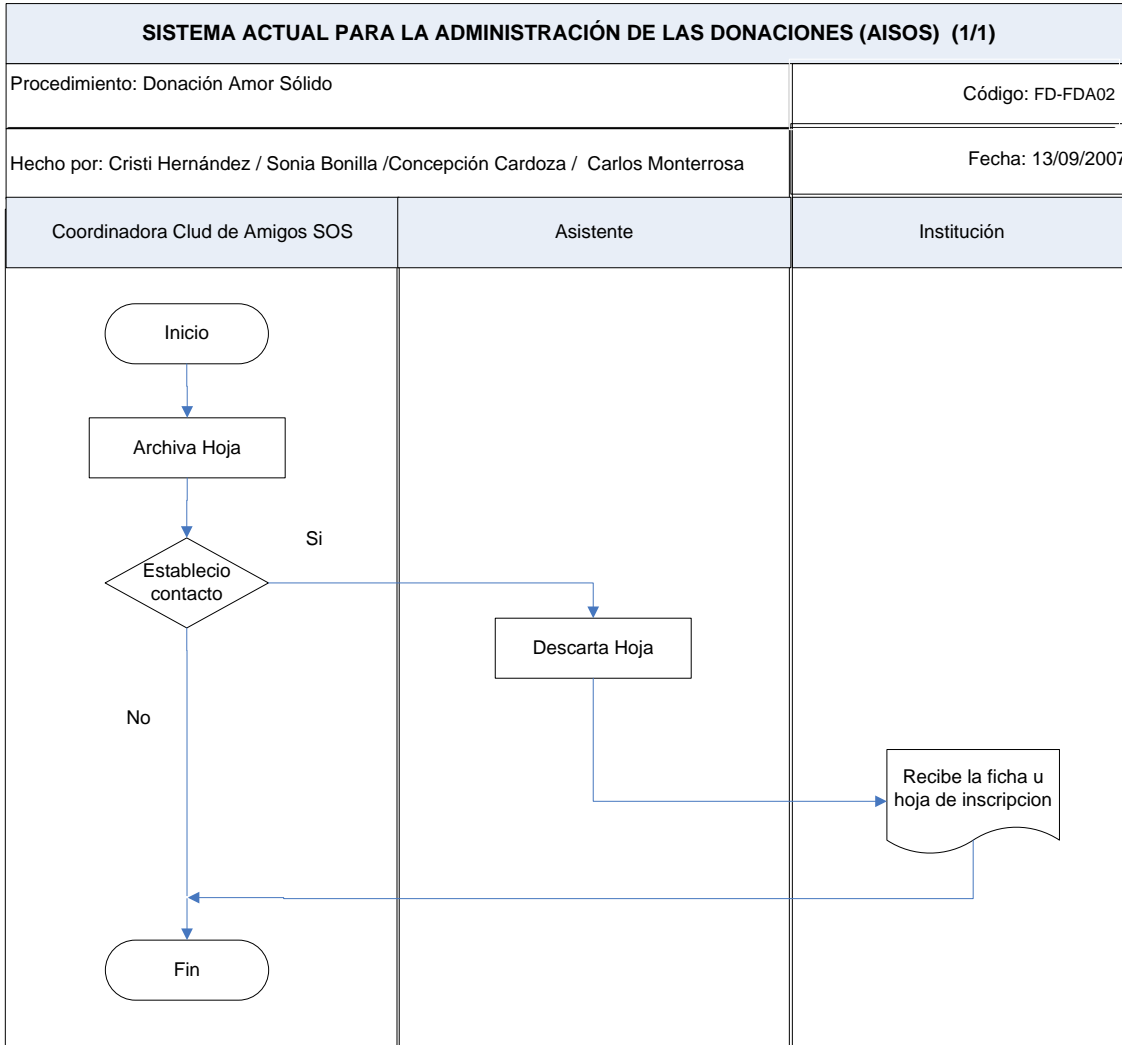 SISTEMA ACTUAL PARA LA ADMINISTRACIÓN DE LAS DONACIONES (AISOS) (1/1)
Procedimiento: Donación Amor Sólido
Código: FD-FDA02
Hecho por: Cristi Hernández / Sonia Bonilla /Concepción Cardoza / Carlos Monterrosa
Fecha: 13/09/2007
Coordinadora Clud de Amigos SOS
Asistente
Institución
Inicio
Archiva Hoja
Si
Establecio
contacto
Descarta Hoja
No
Recibe la ficha u
hoja de inscripcion
Fin